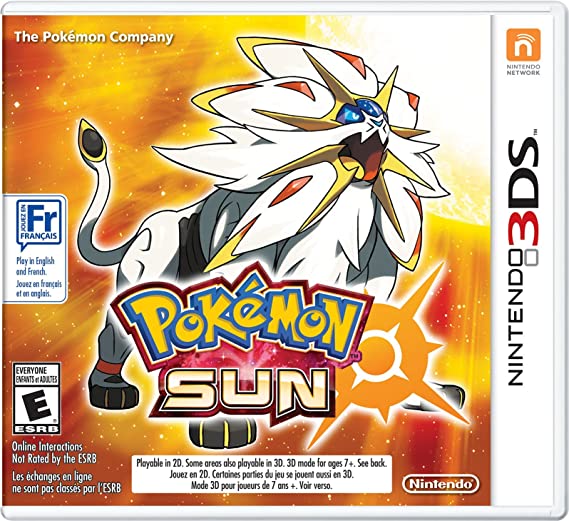 The Pokémon Company
NINTENDO
NETWORK
NINTENDO 3DS™
JOUEZ EN
FRANÇAIS
Fr
Play in English
and French.
Jouez en français
et en anglais.
POKéMON™
SUN
EVERYONE
ENFANTS et ADULTES
E
ESRB
Online Interactions
Not Rated by the ESRB
Les échanges en ligne
ne sont pas classés par l'ESRB
Playable in 2D. Some areas also playable in 3D. 3D mode for ages 7+. See back.
Jouez en 2D. Certaines parties du jeu se jouent aussi en 3D.
Mode 3D pour joueurs de 7 ans +. Voir verso.
Nintendo